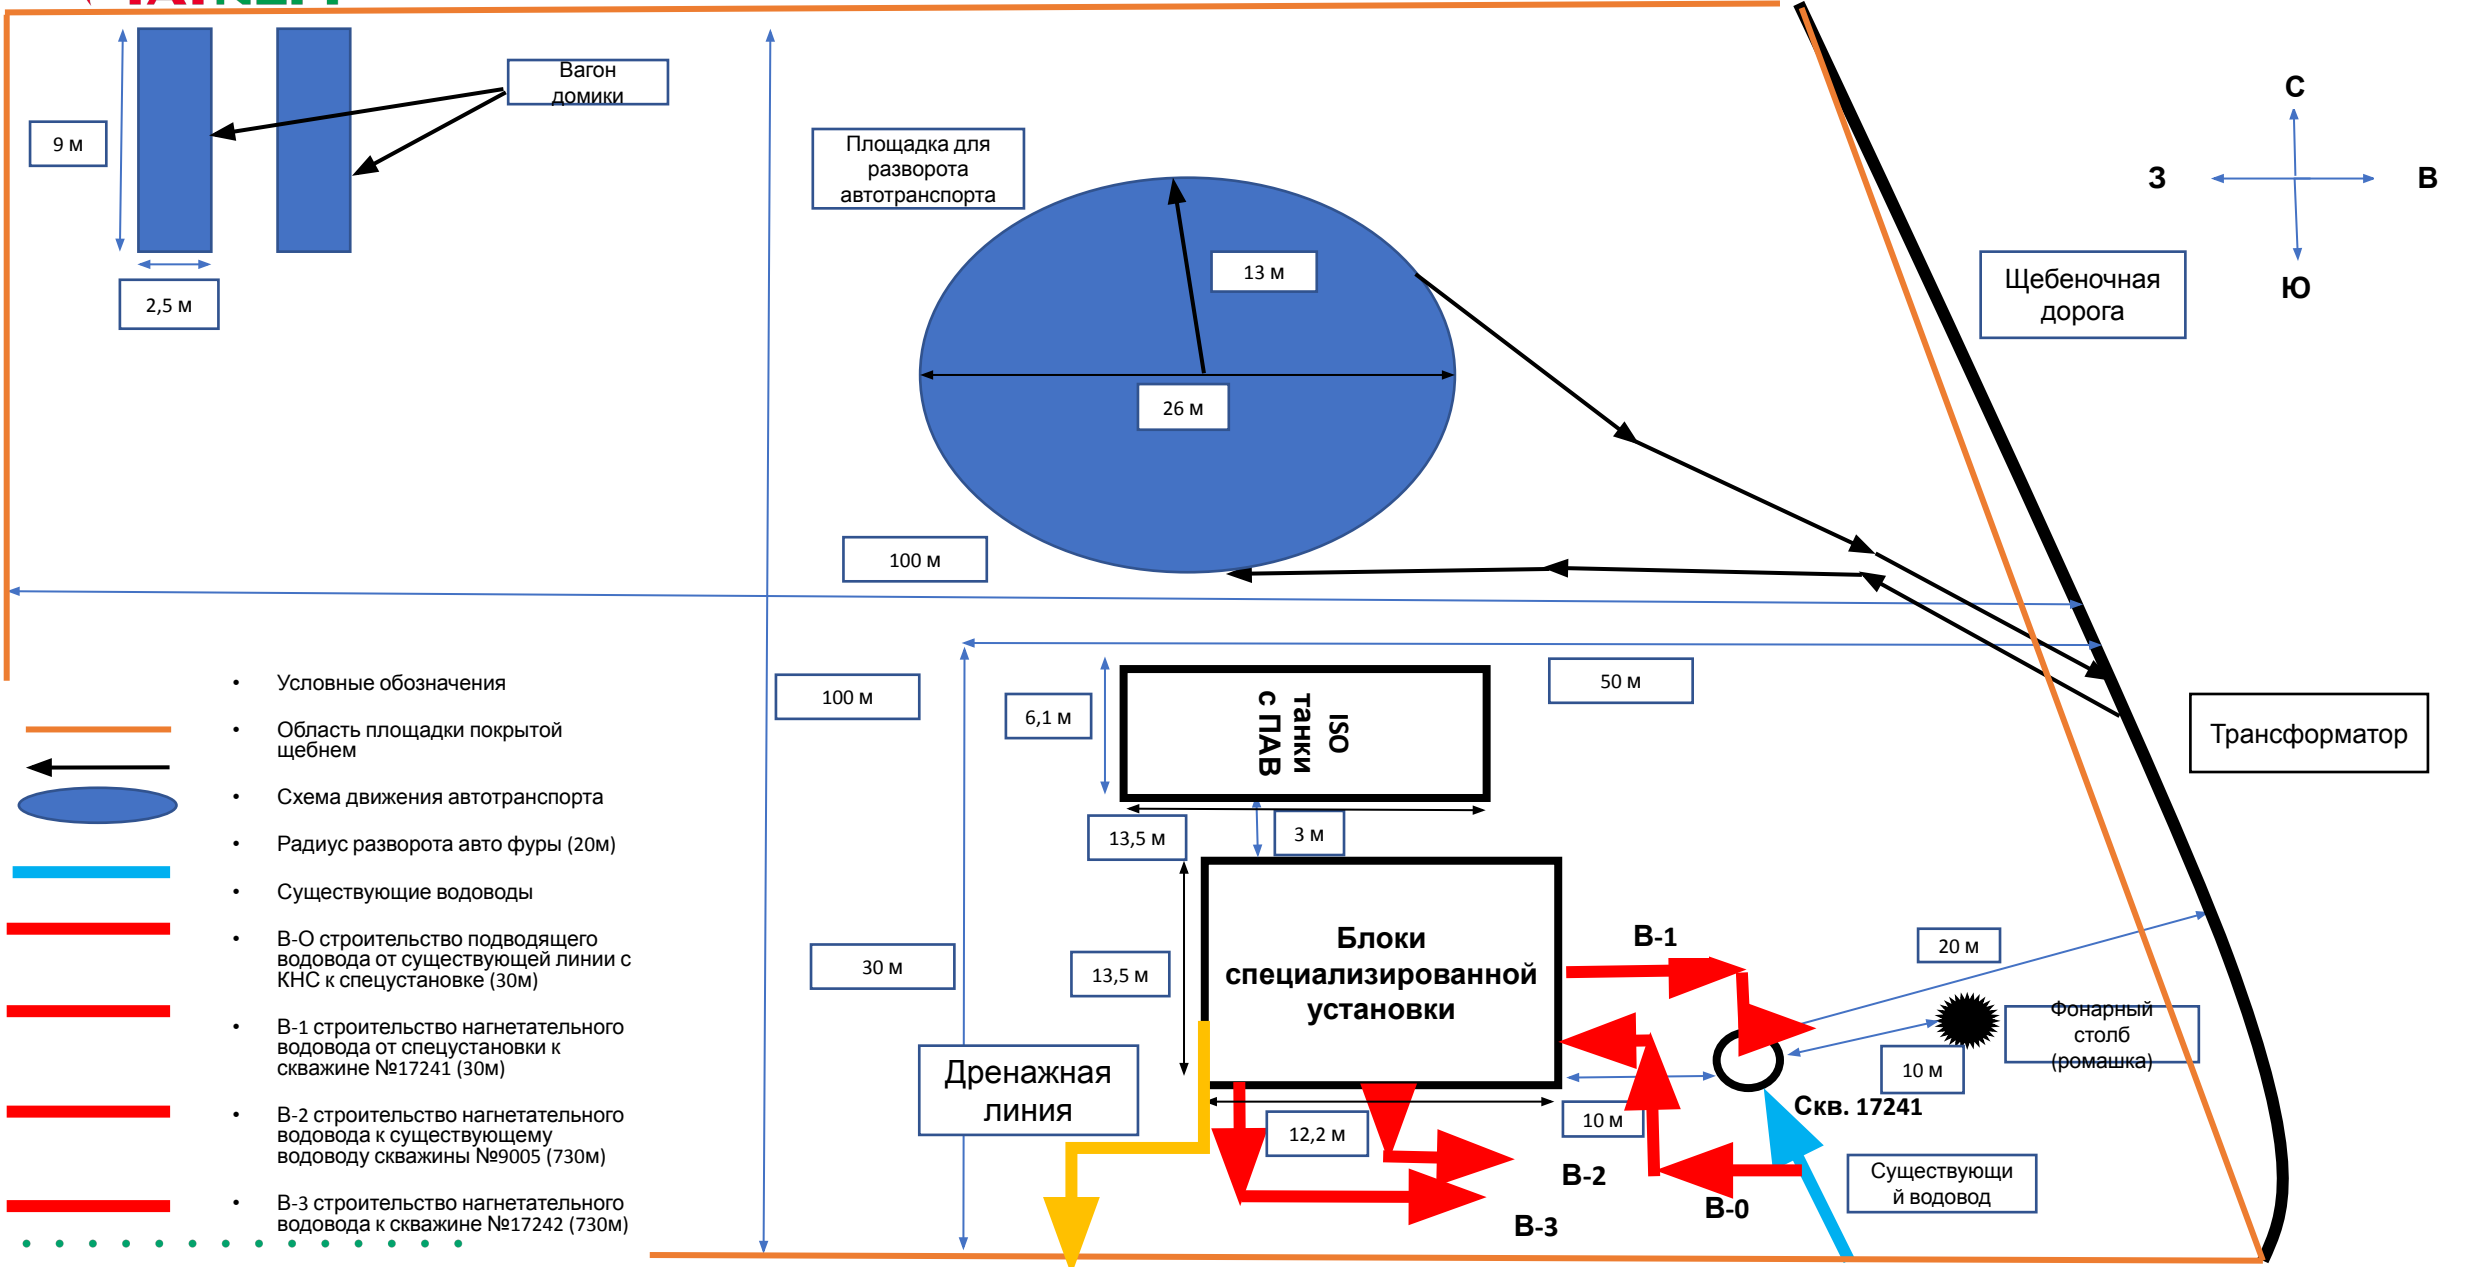 Вагон
домики
9 м
2,5 м
Площадка для
разворота
автотранспорта
13 м
26 м
С
З
В
Ю
Щебеночная
дорога
100 м
100 м
50 м
6,1 м
ISO
танки
с ПАВ
Трансформатор
13,5 м
3 м
13,5 м
30 м
Блоки
специализированной
установки
В-1
20 м
Фонарный
столб
(ромашка)
10 м
Скв. 17241
Дренажная
линия
12,2 м
10 м
В-2
В-3
В-0
Существующи
й водовод
• Условные обозначения
• Область площадки покрытой
щебнем
• Схема движения автотранспорта
• Радиус разворота авто фуры (20м)
• Существующие водоводы
• В-О строительство подводящего
водовода от существующей линии с
КНС к спецустановке (30м)
• В-1 строительство нагнетательного
водовода от спецустановки к
скважине №17241 (30м)
• В-2 строительство нагнетательного
водовода к существующему
водоводу скважины №9005 (730м)
• В-3 строительство нагнетательного
водовода к скважине №17242 (730м)